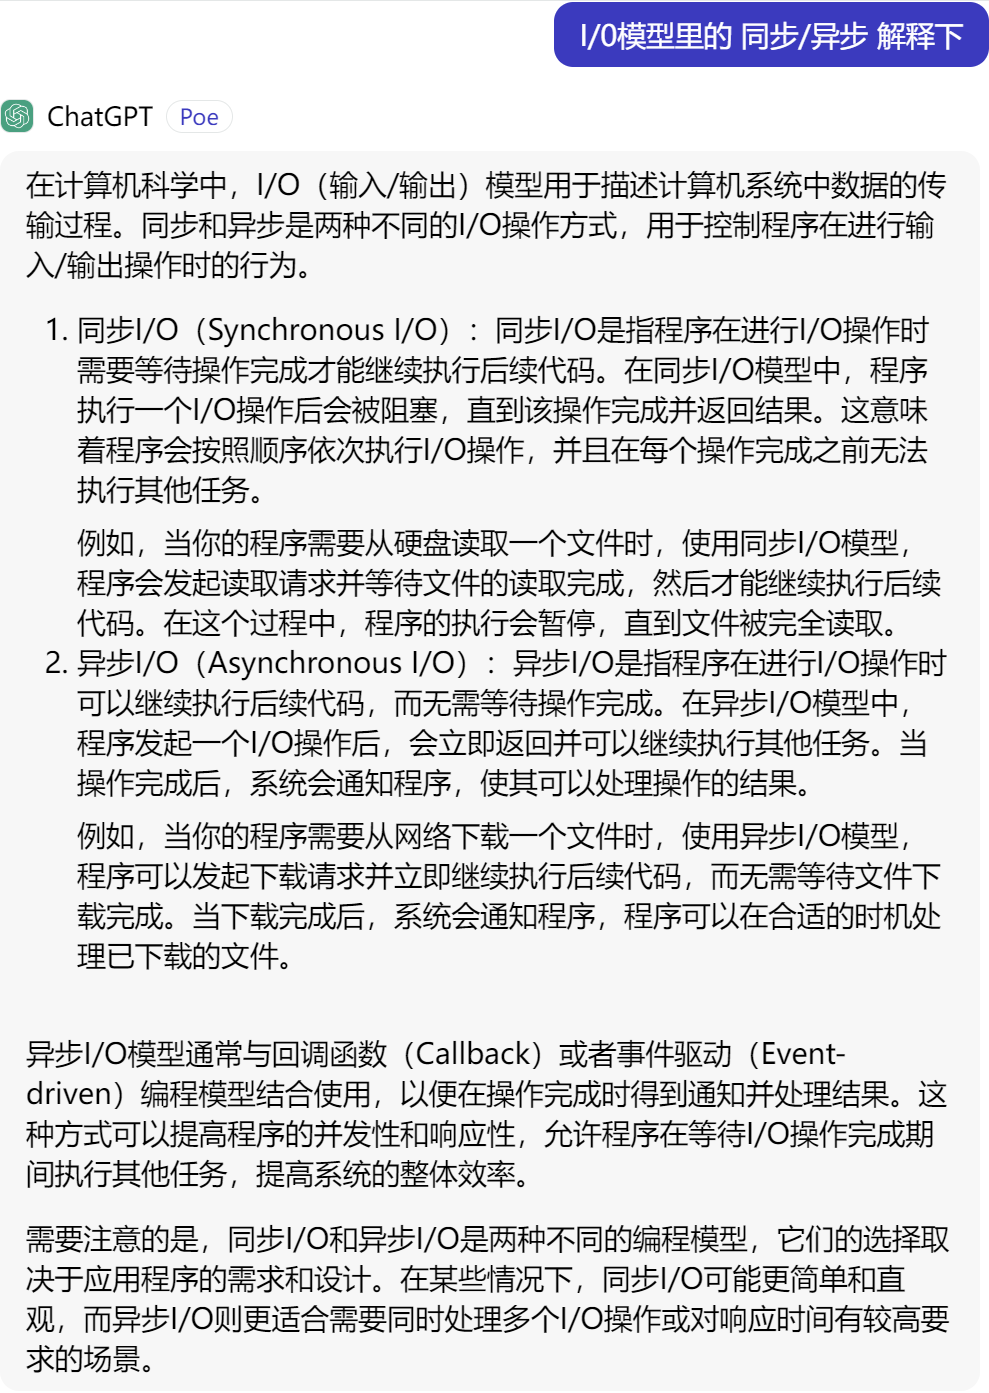 I/0模型里的 同步/异步 解释下
ChatGPT Poe
在计算机科学中，I/O（输入/输出）模型用于描述计算机系统中数据的传
输过程。同步和异步是两种不同的I/O操作方式，用于控制程序在进行输
入/输出操作时的行为。
1. 同步I/O（Synchronous I/O）：同步I/O是指程序在进行I/O操作时
需要等待操作完成才能继续执行后续代码。在同步I/O模型中，程序
执行一个I/O操作后会被阻塞，直到该操作完成并返回结果。这意味
着程序会按照顺序依次执行I/O操作，并且在每个操作完成之前无法
执行其他任务。
例如，当你的程序需要从硬盘读取一个文件时，使用同步I/O模型，
程序会发起读取请求并等待文件的读取完成，然后才能继续执行后续
代码。在这个过程中，程序的执行会暂停，直到文件被完全读取。
2. 异步I/O（Asynchronous I/O）：异步I/O是指程序在进行I/O操作时
可以继续执行后续代码，而无需等待操作完成。在异步I/O模型中，
程序发起一个I/O操作后，会立即返回并可以继续执行其他任务。当
操作完成后，系统会通知程序，使其可以处理操作的结果。
例如，当你的程序需要从网络下载一个文件时，使用异步I/O模型，
程序可以发起下载请求并立即继续执行后续代码，而无需等待文件下
载完成。当下载完成后，系统会通知程序，程序可以在合适的时机处
理已下载的文件。
异步I/O模型通常与回调函数（Callback）或者事件驱动（Event-
driven）编程模型结合使用，以便在操作完成时得到通知并处理结果。这
种方式可以提高程序的并发性和响应性，允许程序在等待I/O操作完成期
间执行其他任务，提高系统的整体效率。
需要注意的是，同步I/O和异步I/O是两种不同的编程模型，它们的选择取
决于应用程序的需求和设计。在某些情况下，同步I/O可能更简单和直
观，而异步I/O则更适合需要同时处理多个I/O操作或对响应时间有较高要
求的场景。